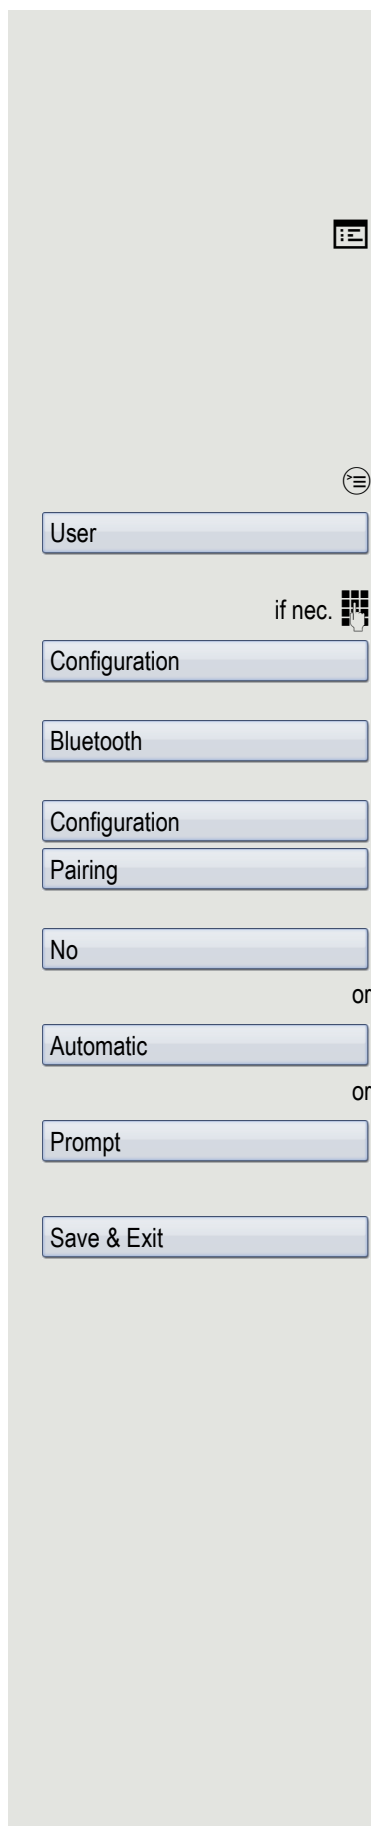 User
if nec.
Configuration
Bluetooth
Configuration
Pairing
No
or
Automatic
or
Prompt
Save & Exit